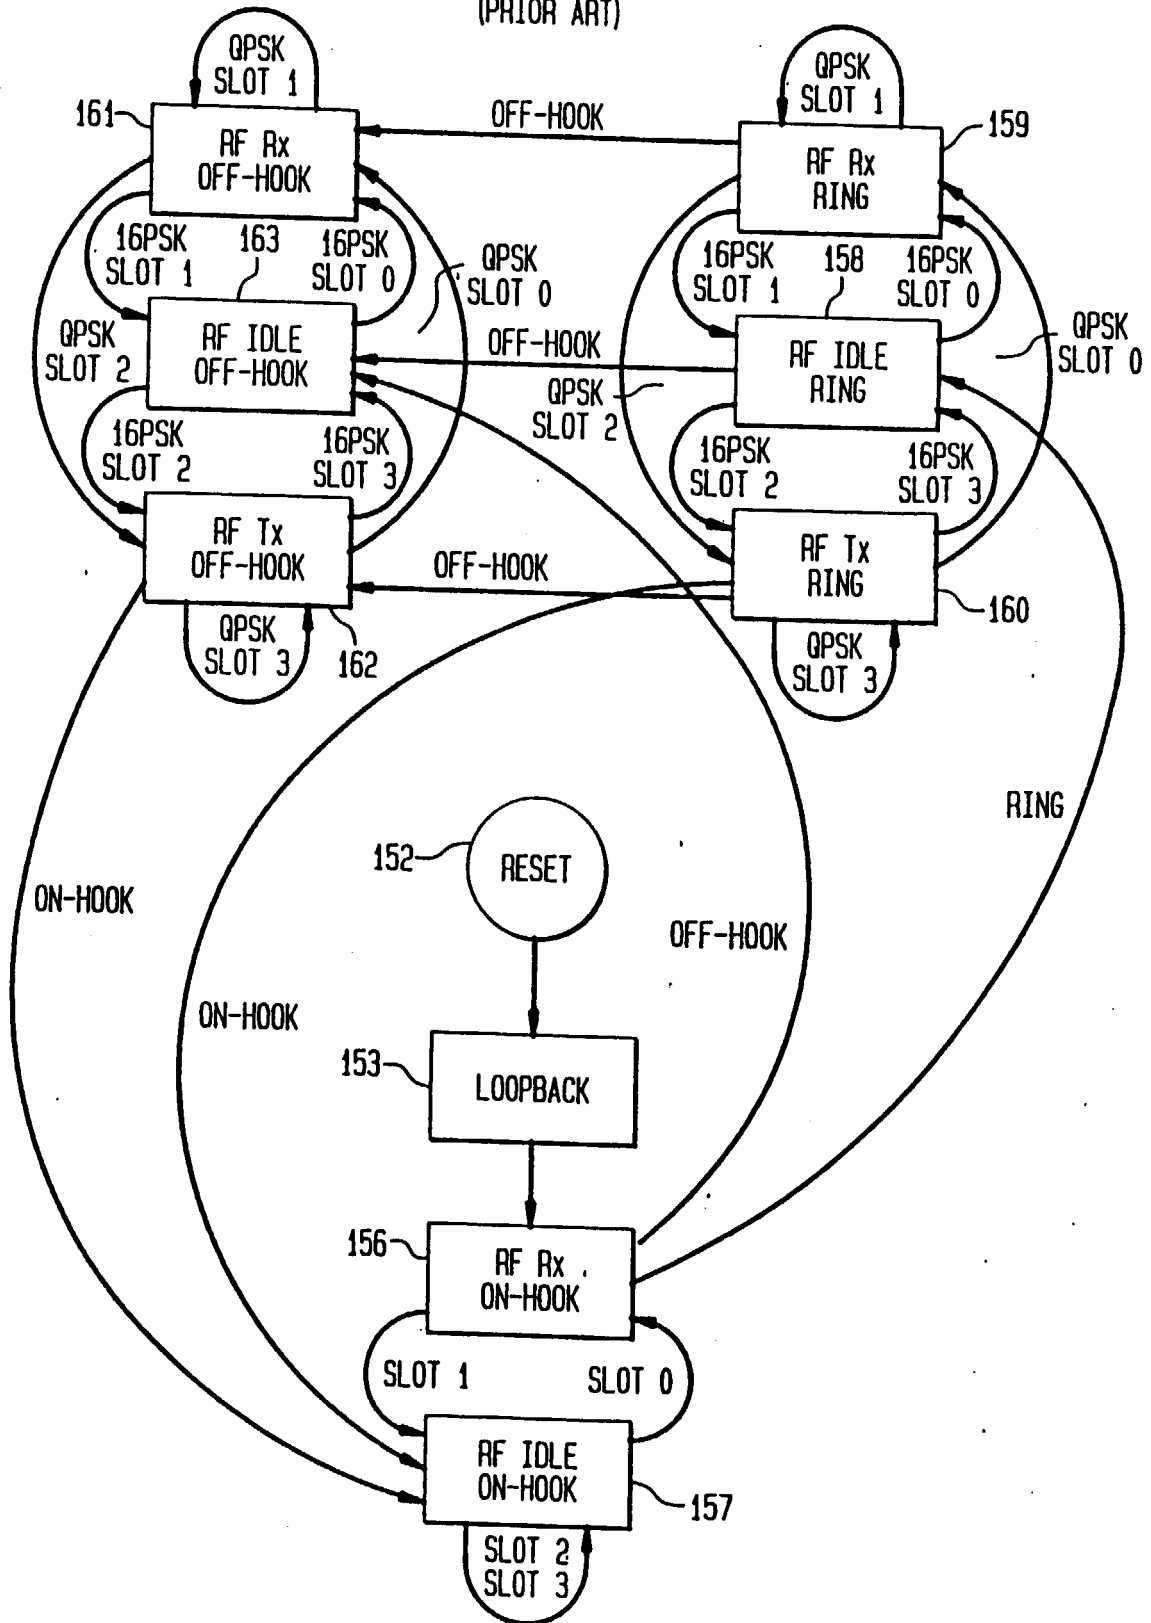 (PRIOR ART)
QPSK
SLOT 1
QPSK
SLOT 1
161
RF Rx
OFF-HOOK
OFF-HOOK
RF Rx
RING
159
16PSK
SLOT 1
163
16PSK
SLOT 0
QPSK
SLOT 0
16PSK
SLOT 1
158
16PSK
SLOT 0
QPSK
SLOT 2
RF IDLE
OFF-HOOK
OFF-HOOK
QPSK
SLOT 2
RF IDLE
RING
QPSK
SLOT 0
16PSK
SLOT 2
16PSK
SLOT 3
16PSK
SLOT 2
16PSK
SLOT 3
RF Tx
OFF-HOOK
OFF-HOOK
RF Tx
RING
160
QPSK
SLOT 3
162
QPSK
SLOT 3
RING
152
RESET
ON-HOOK
OFF-HOOK
ON-HOOK
153
LOOPBACK
156
RF Rx
ON-HOOK
SLOT 1
SLOT 0
RF IDLE
ON-HOOK
157
SLOT 2
SLOT 3